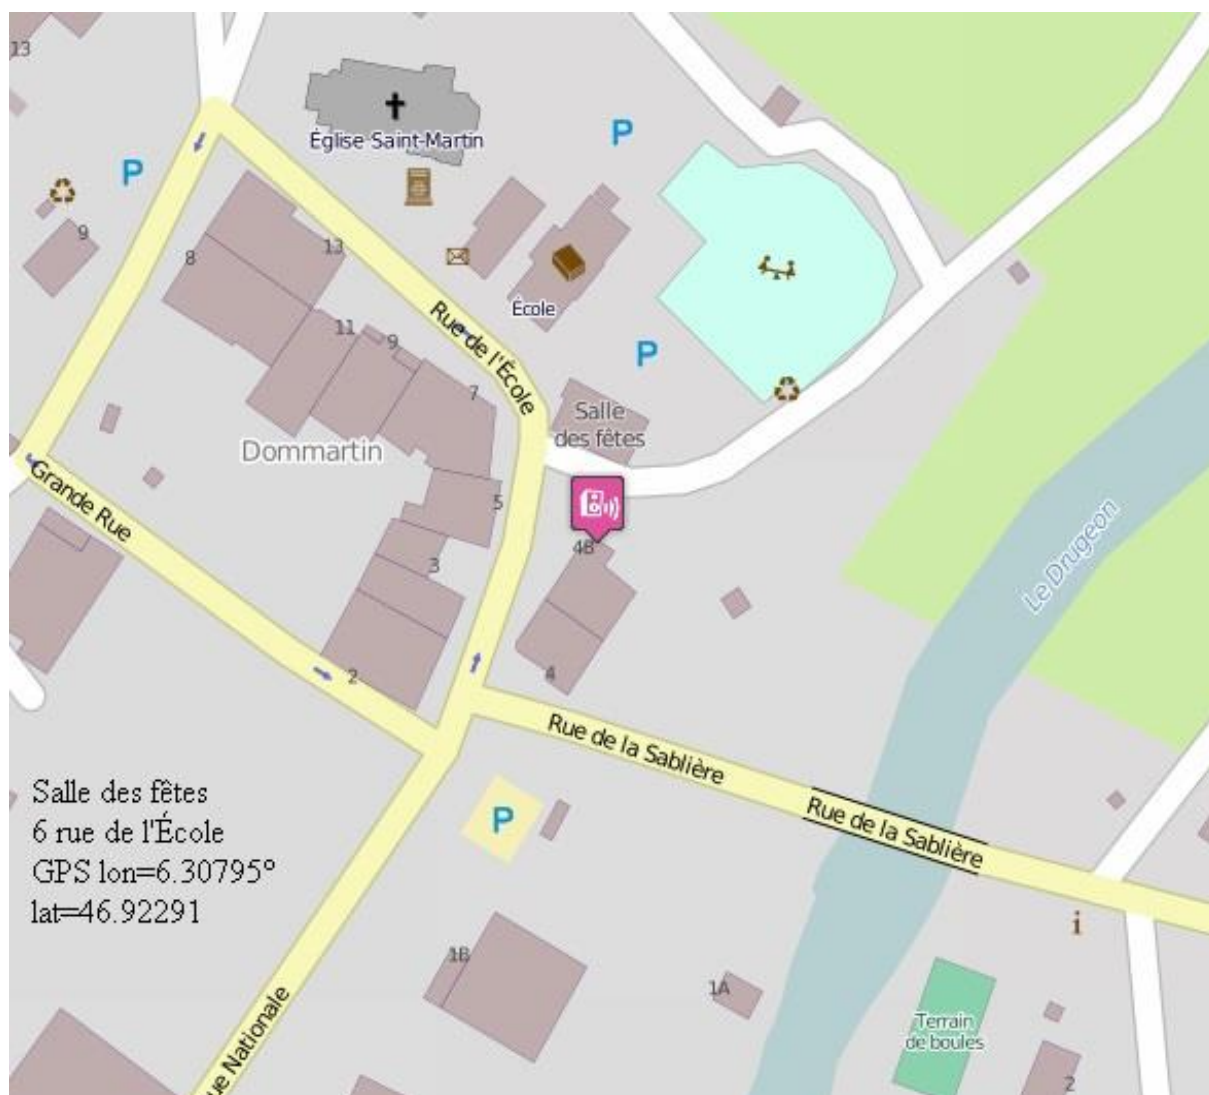 13
P
Église Saint-Martin
P
9
8
13
École
Rue de l'École
11
9
7
P
Salle
des fêtes
Dommartin
Grande Rue
5
4B
3
Le Drugeon
2
4
Rue de la Sablière
Rue de la Sablière
Salle des fêtes
6 rue de l'École
GPS lon=6.30795°
lat=46.92291
P
i
1B
1A
ue Nationale
Terrain
de boules
2